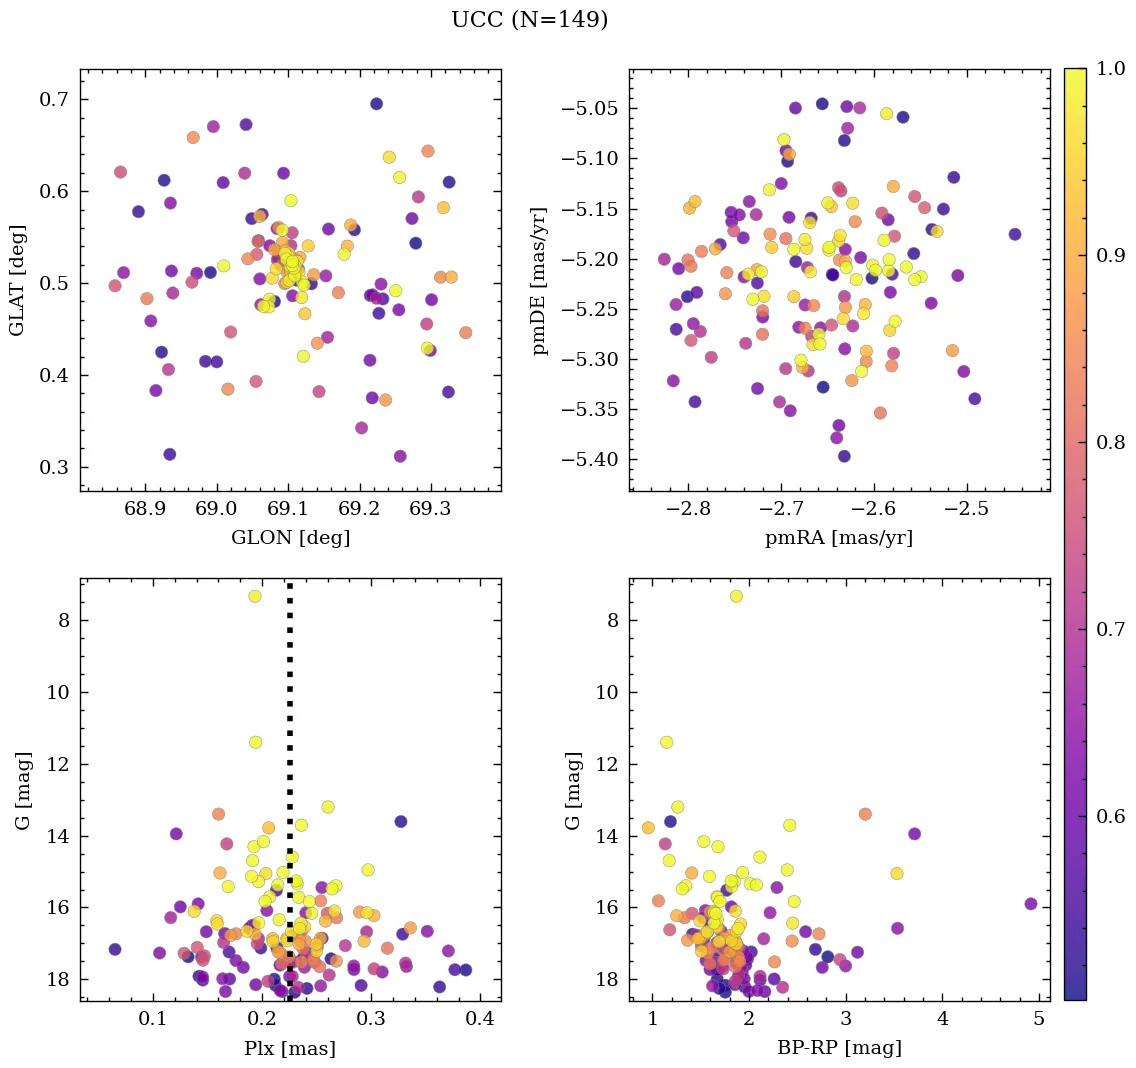 UCC (N=149)
0.7
0.6
0.5
0.4
0.3
GLAT [deg]
68.9 69.0 69.1 69.2 69.3
GLON [deg]
−5.05
−5.10
−5.15
−5.20
−5.25
−5.30
−5.35
−5.40
pmDE [mas/yr]
−2.8 −2.7 −2.6 −2.5
pmRA [mas/yr]
1.0
0.9
0.8
0.7
0.6
8
10
12
14
16
18
G [mag]
0.1 0.2 0.3 0.4
Plx [mas]
8
10
12
14
16
18
G [mag]
1 2 3 4 5
BP-RP [mag]